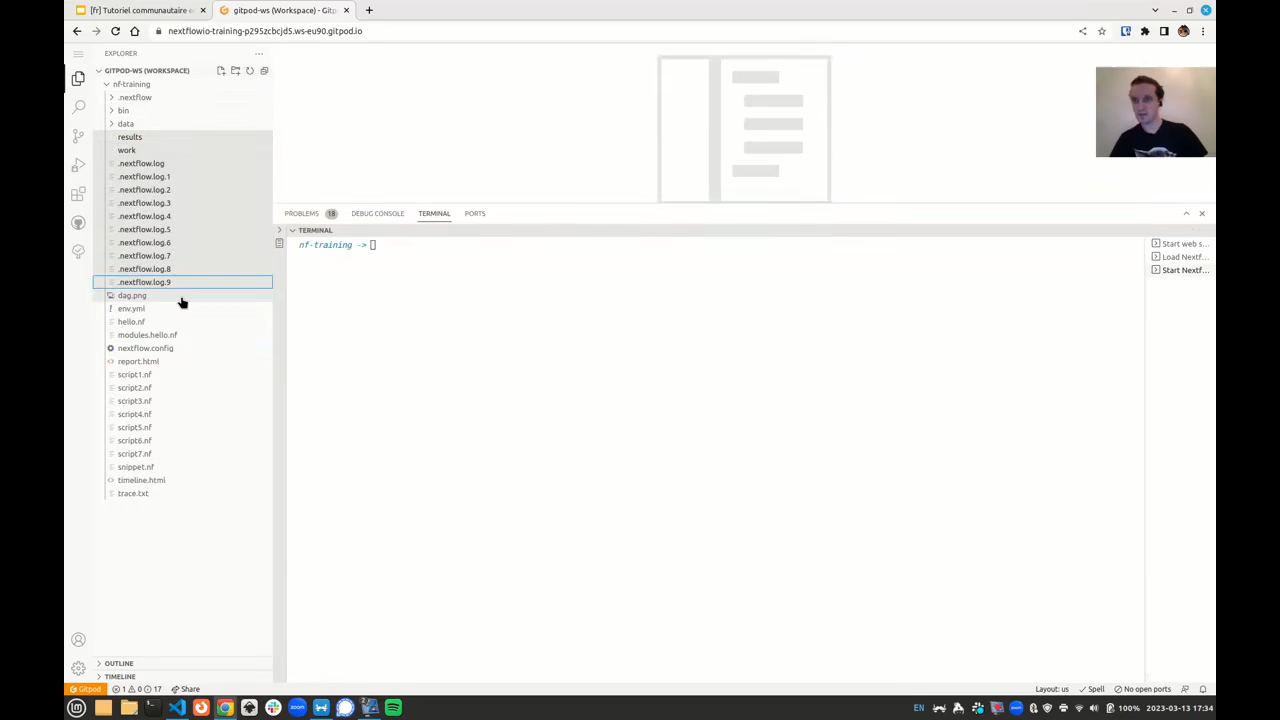 [fr] Tutoriel communautaire e
gitpod-ws (Workspace) - Gitp
nextflowio-training-p295zcbcjd5.ws-eu90.gitpod.io
EXPLORER
GITPOD-WS (WORKSPACE)
nf-training
.nextflow
bin
data
results
work
.nextflow.log
.nextflow.log.1
.nextflow.log.2
.nextflow.log.3
.nextflow.log.4
.nextflow.log.5
.nextflow.log.6
.nextflow.log.7
.nextflow.log.8
.nextflow.log.9
dag.png
env.yml
hello.nf
modules.hello.nf
nextflow.config
report.html
script1.nf
script2.nf
script3.nf
script4.nf
script5.nf
script6.nf
script7.nf
snippet.nf
timeline.html
trace.txt
OUTLINE
TIMELINE
PROBLEMS 18 DEBUG CONSOLE TERMINAL PORTS
TERMINAL
nf-training ->
Start web s...
Load Nextf...
Start Nextf...
Gitpod 1 0 17 Share
Layout: us Spell No open ports
zoom
EN
100% 2023-03-13 17:34